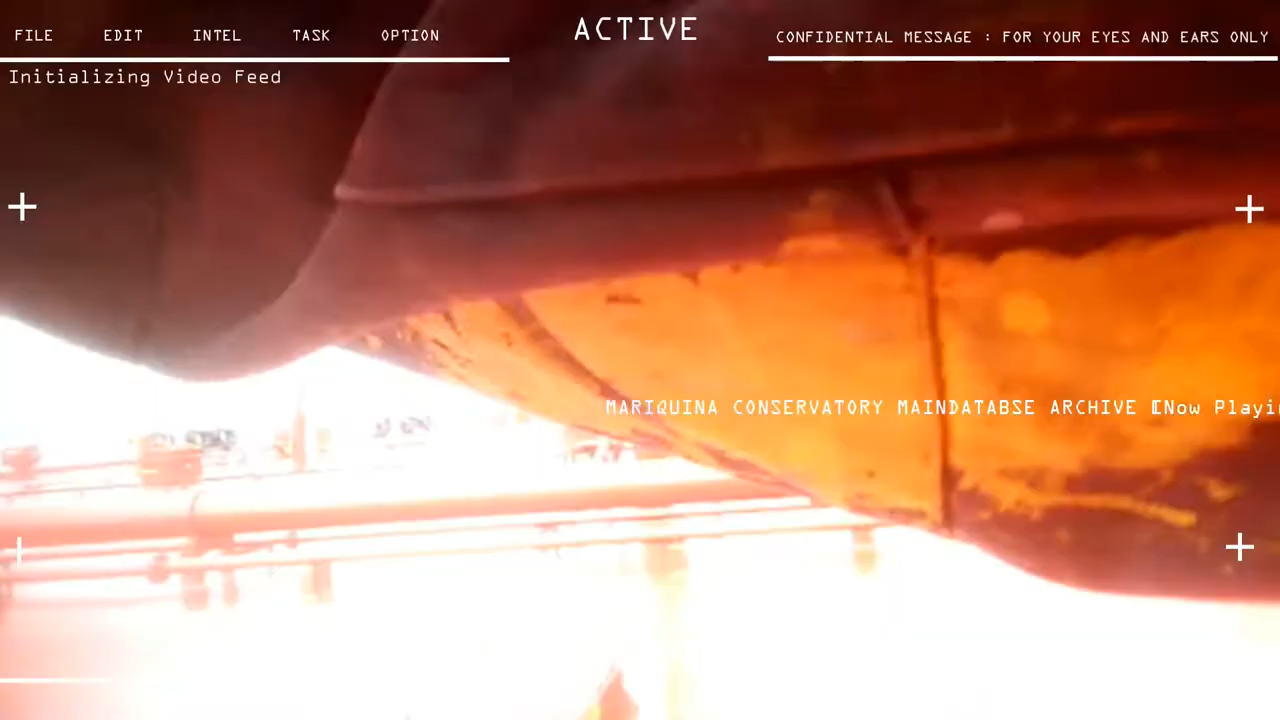 FILE EDIT INTEL TASK OPTION
ACTIVE
CONFIDENTIAL MESSAGE : FOR YOUR EYES AND EARS ONLY
Initializing Video Feed
MARIQUINA CONSERVATORY MAINDATABSE ARCHIVE [Now Playi